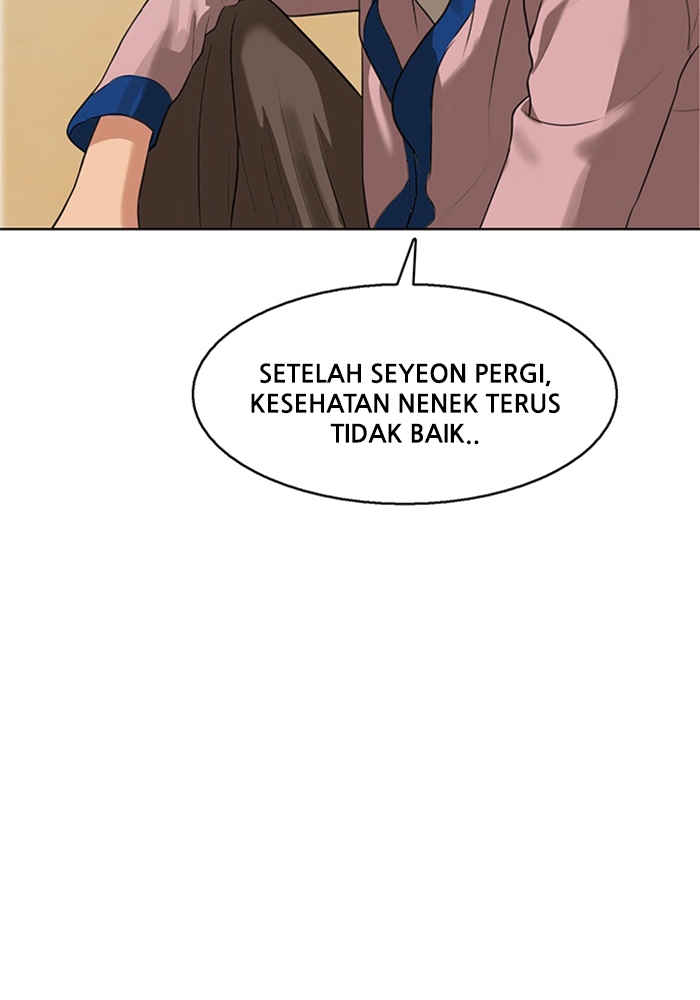 SETELAH SEYEON PERGI,
KESEHATAN NENEK TERUS
TIDAK BAIK..